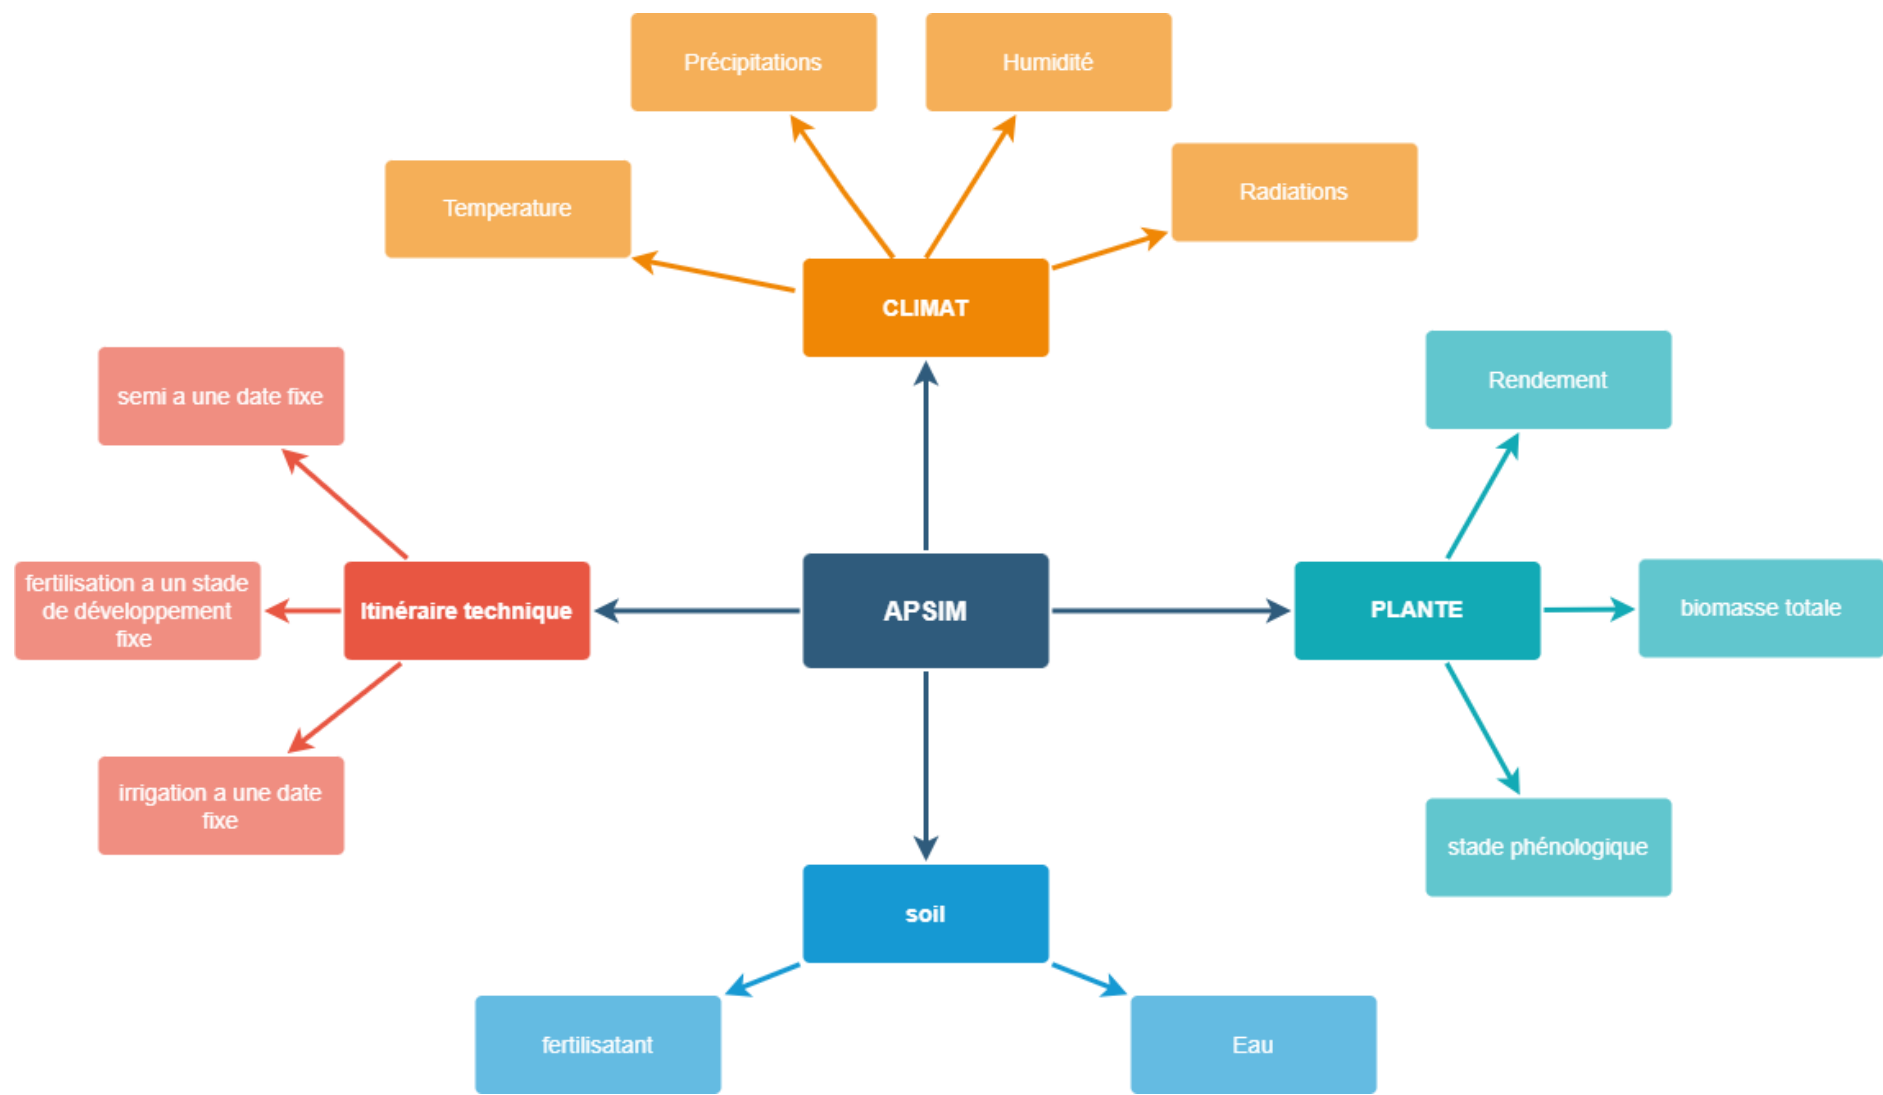 Précipitations
Humidité
Temperature
Radiations
CLIMAT
semi a une date fixe
Rendement
fertilisation a un stade
de développement
fixe
Itinéraire technique
APSIM
PLANTE
biomasse totale
irrigation a une date
fixe
stade phénologique
soil
fertilisatant
Eau